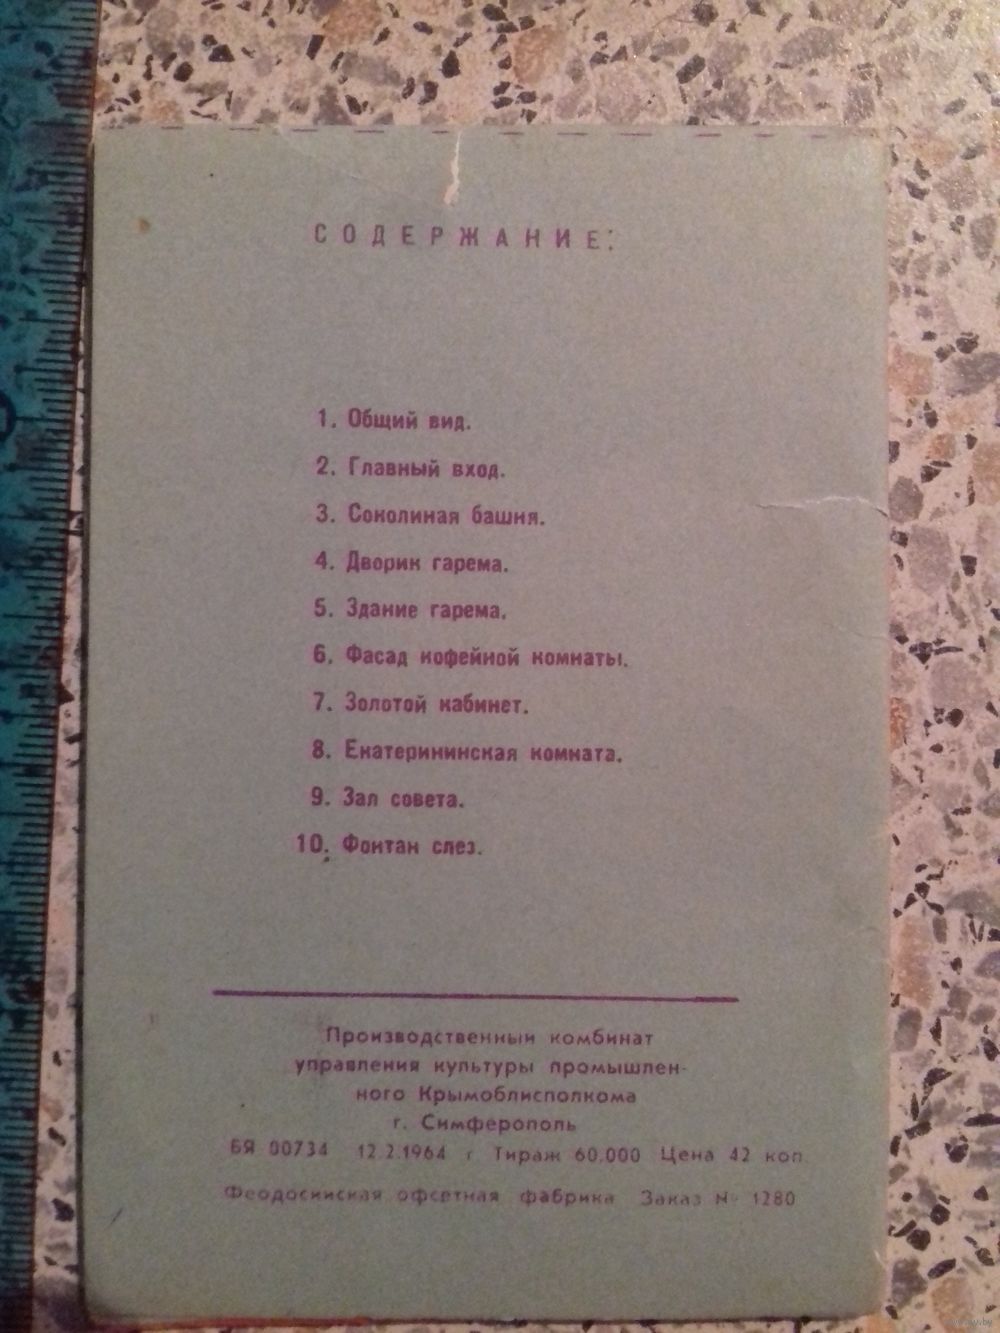 СОДЕРЖАНИЕ:
1. Общий вид.
2. Главный вход.
3. Соколиная башня.
4. Дворик гарема.
5. Здание гарема.
6. Фасад кофейной комнаты.
7. Золотой кабинет.
8. Екатерининская комната.
9. Зал совета.
10. Фонтан слез.
Производственный комбинат
управления культуры промышлен-
ного Крымоблисполкома
г. Симферополь
БЯ 00734 12.2.1964 г Тираж 60.000 Цена 42 коп.
Феодосийская офсетная фабрика Заказ № 1280